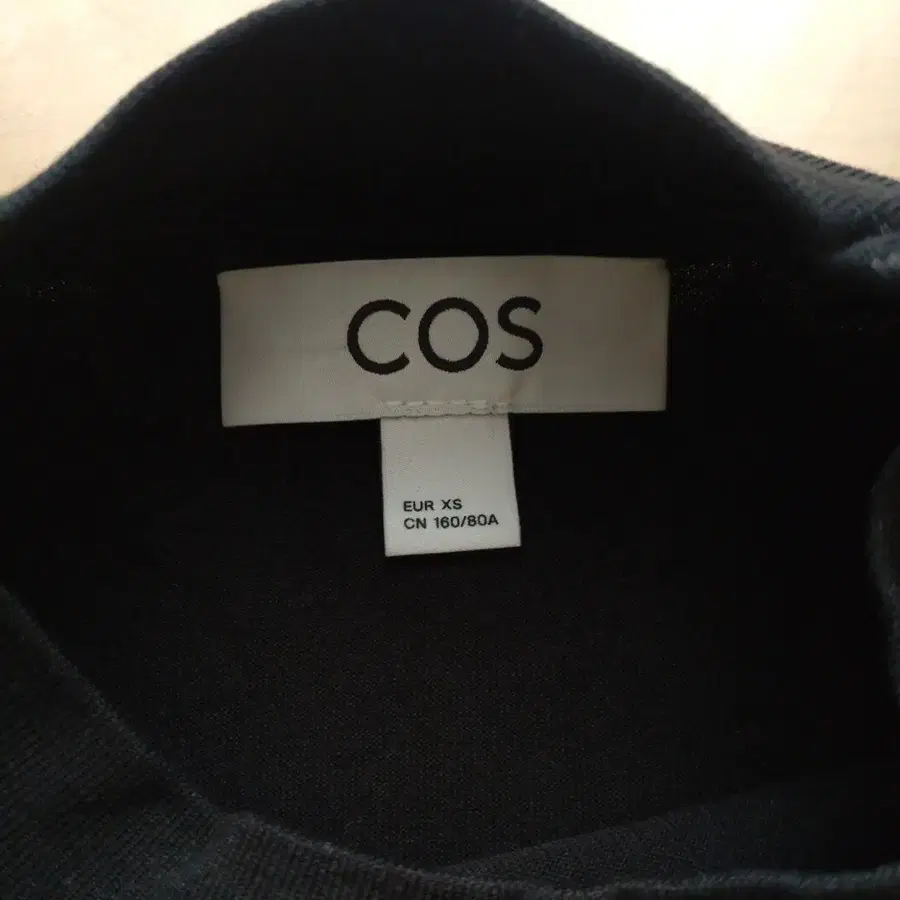 COS
EUR XS
CN 160/80A